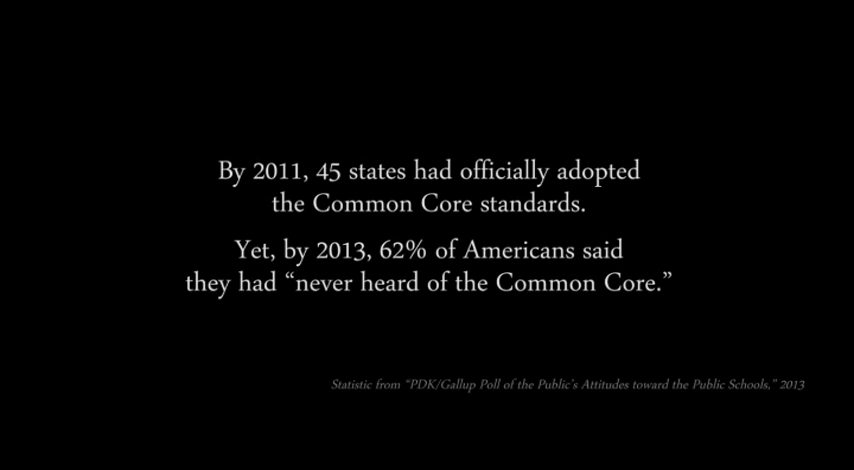 By 2011, 45 states had officially adopted
the Common Core standards.
Yet, by 2013, 62% of Americans said
they had “never heard of the Common Core.”
Statistic from “PDK/Gallup Poll of the Public’s Attitudes toward the Public Schools,” 2013